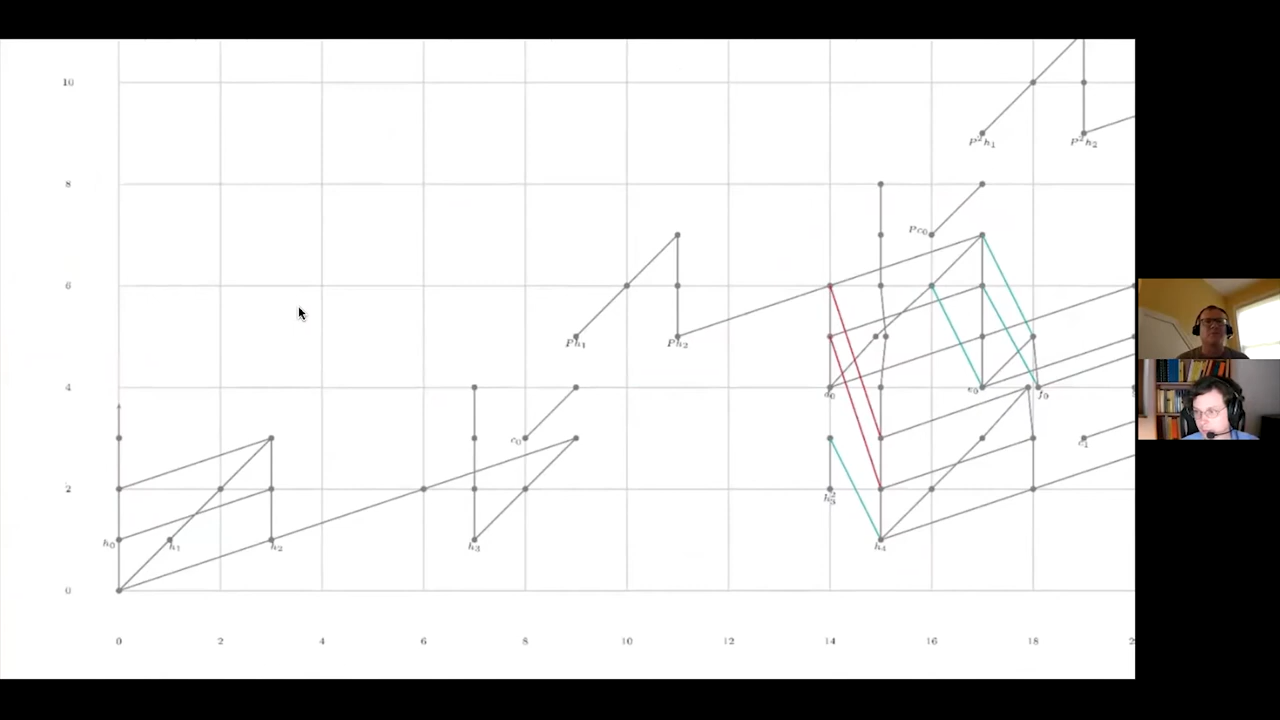 10
P²h₁
P²h₂
8
Pc₀
6
Ph₁
Ph₂
4
d₀
e₀
f₀
c₀
c₁
2
h₃²
h₀
h₁
h₂
h₃
h₄
0
0 2 4 6 8 10 12 14 16 18